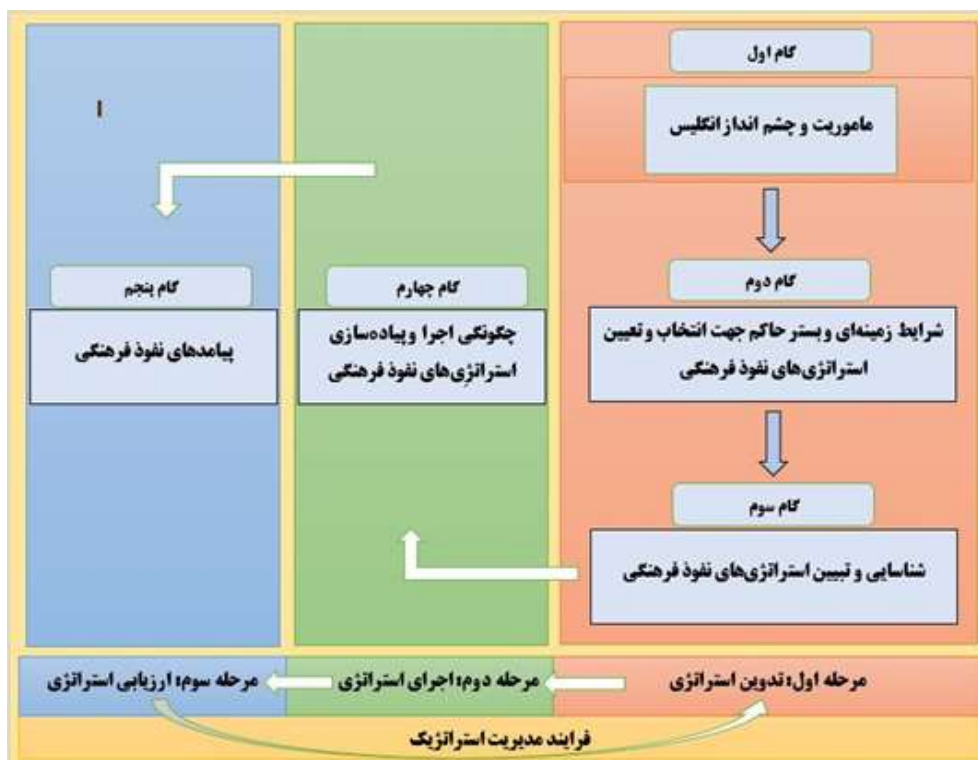 گام اول
ماموریت و چشم انداز انگلیس
گام دوم
شرایط زمینه‌ای و بستر حاکم جهت انتخاب و تعیین
استراتژی‌های نفوذ فرهنگی
گام سوم
شناسایی و تبیین استراتژی‌های نفوذ فرهنگی
گام چهارم
چگونگی اجرا و پیاده‌سازی
استراتژِی‌های نفوذ فرهنگی
گام پنجم
پیامدهای نفوذ فرهنگی
مرحله اول: تدوین استراتژی
مرحله دوم: اجرای استراتژی
مرحله سوم: ارزیابی استراتژی
فرایند مدیریت استراتژیک